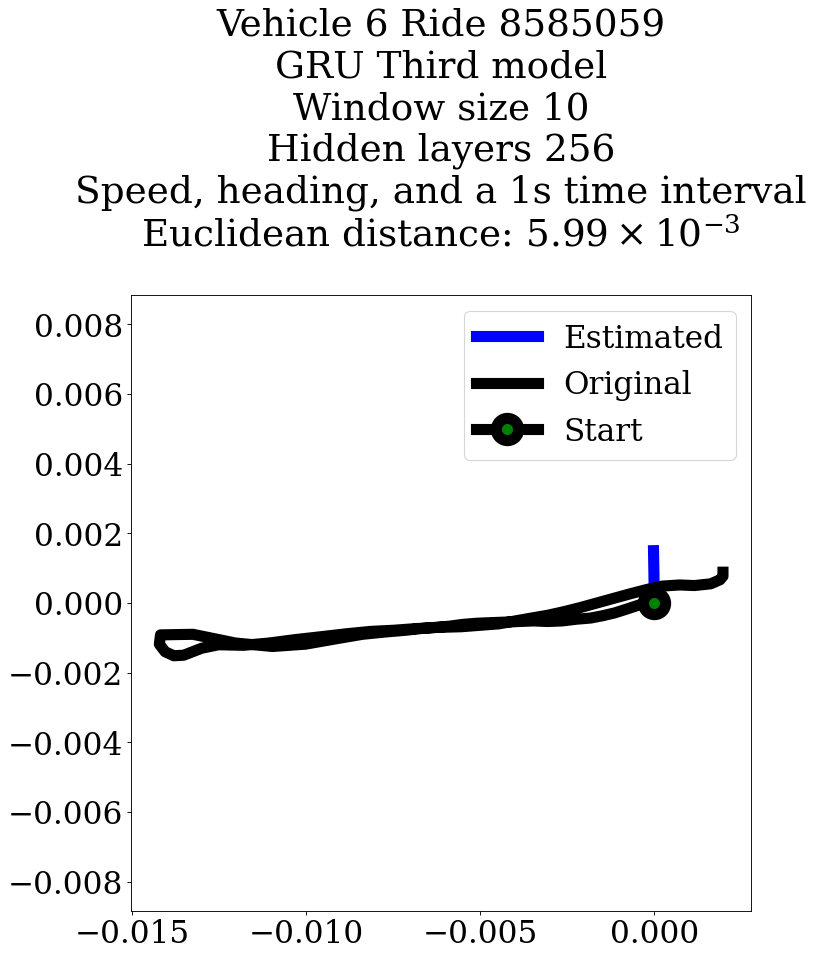 Vehicle 6 Ride 8585059
GRU Third model
Window size 10
Hidden layers 256
Speed, heading, and a 1s time interval
Euclidean distance: 5.99 × 10⁻³
Estimated
Original
Start
0.008
0.006
0.004
0.002
0.000
−0.002
−0.004
−0.006
−0.008
−0.015 −0.010 −0.005 0.000